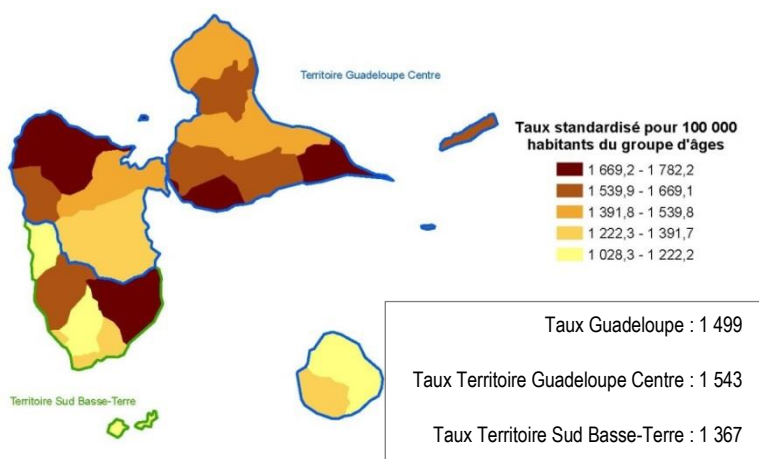 Territoire Guadeloupe Centre
Taux standardisé pour 100 000
habitants du groupe d'âges
1 669,2 - 1 782,2
1 539,9 - 1 669,1
1 391,8 - 1 539,8
1 222,3 - 1 391,7
1 028,3 - 1 222,2
Taux Guadeloupe : 1 499
Taux Territoire Guadeloupe Centre : 1 543
Territoire Sud Basse-Terre
Taux Territoire Sud Basse-Terre : 1 367